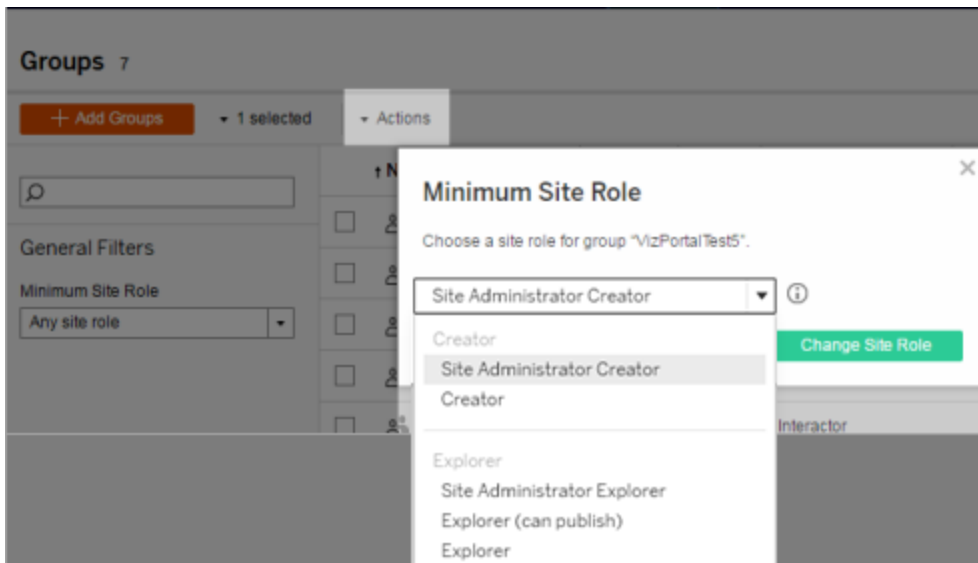 Groups 7
+ Add Groups
1 selected
Actions
↑ N
General Filters
Minimum Site Role
Any site role
Minimum Site Role
Choose a site role for group "VizPortalTest5".
Site Administrator Creator
Change Site Role
Creator
Site Administrator Creator
Creator
Interactor
Explorer
Site Administrator Explorer
Explorer (can publish)
Explorer